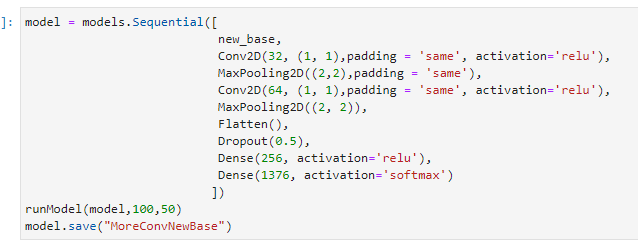 ]: model = models.Sequential([
new_base,
Conv2D(32, (1, 1),padding = 'same', activation='relu'),
MaxPooling2D((2,2),padding = 'same'),
Conv2D(64, (1, 1),padding = 'same', activation='relu'),
MaxPooling2D((2, 2)),
Flatten(),
Dropout(0.5),
Dense(256, activation='relu'),
Dense(1376, activation='softmax')
])
runModel(model,100,50)
model.save("MoreConvNewBase")